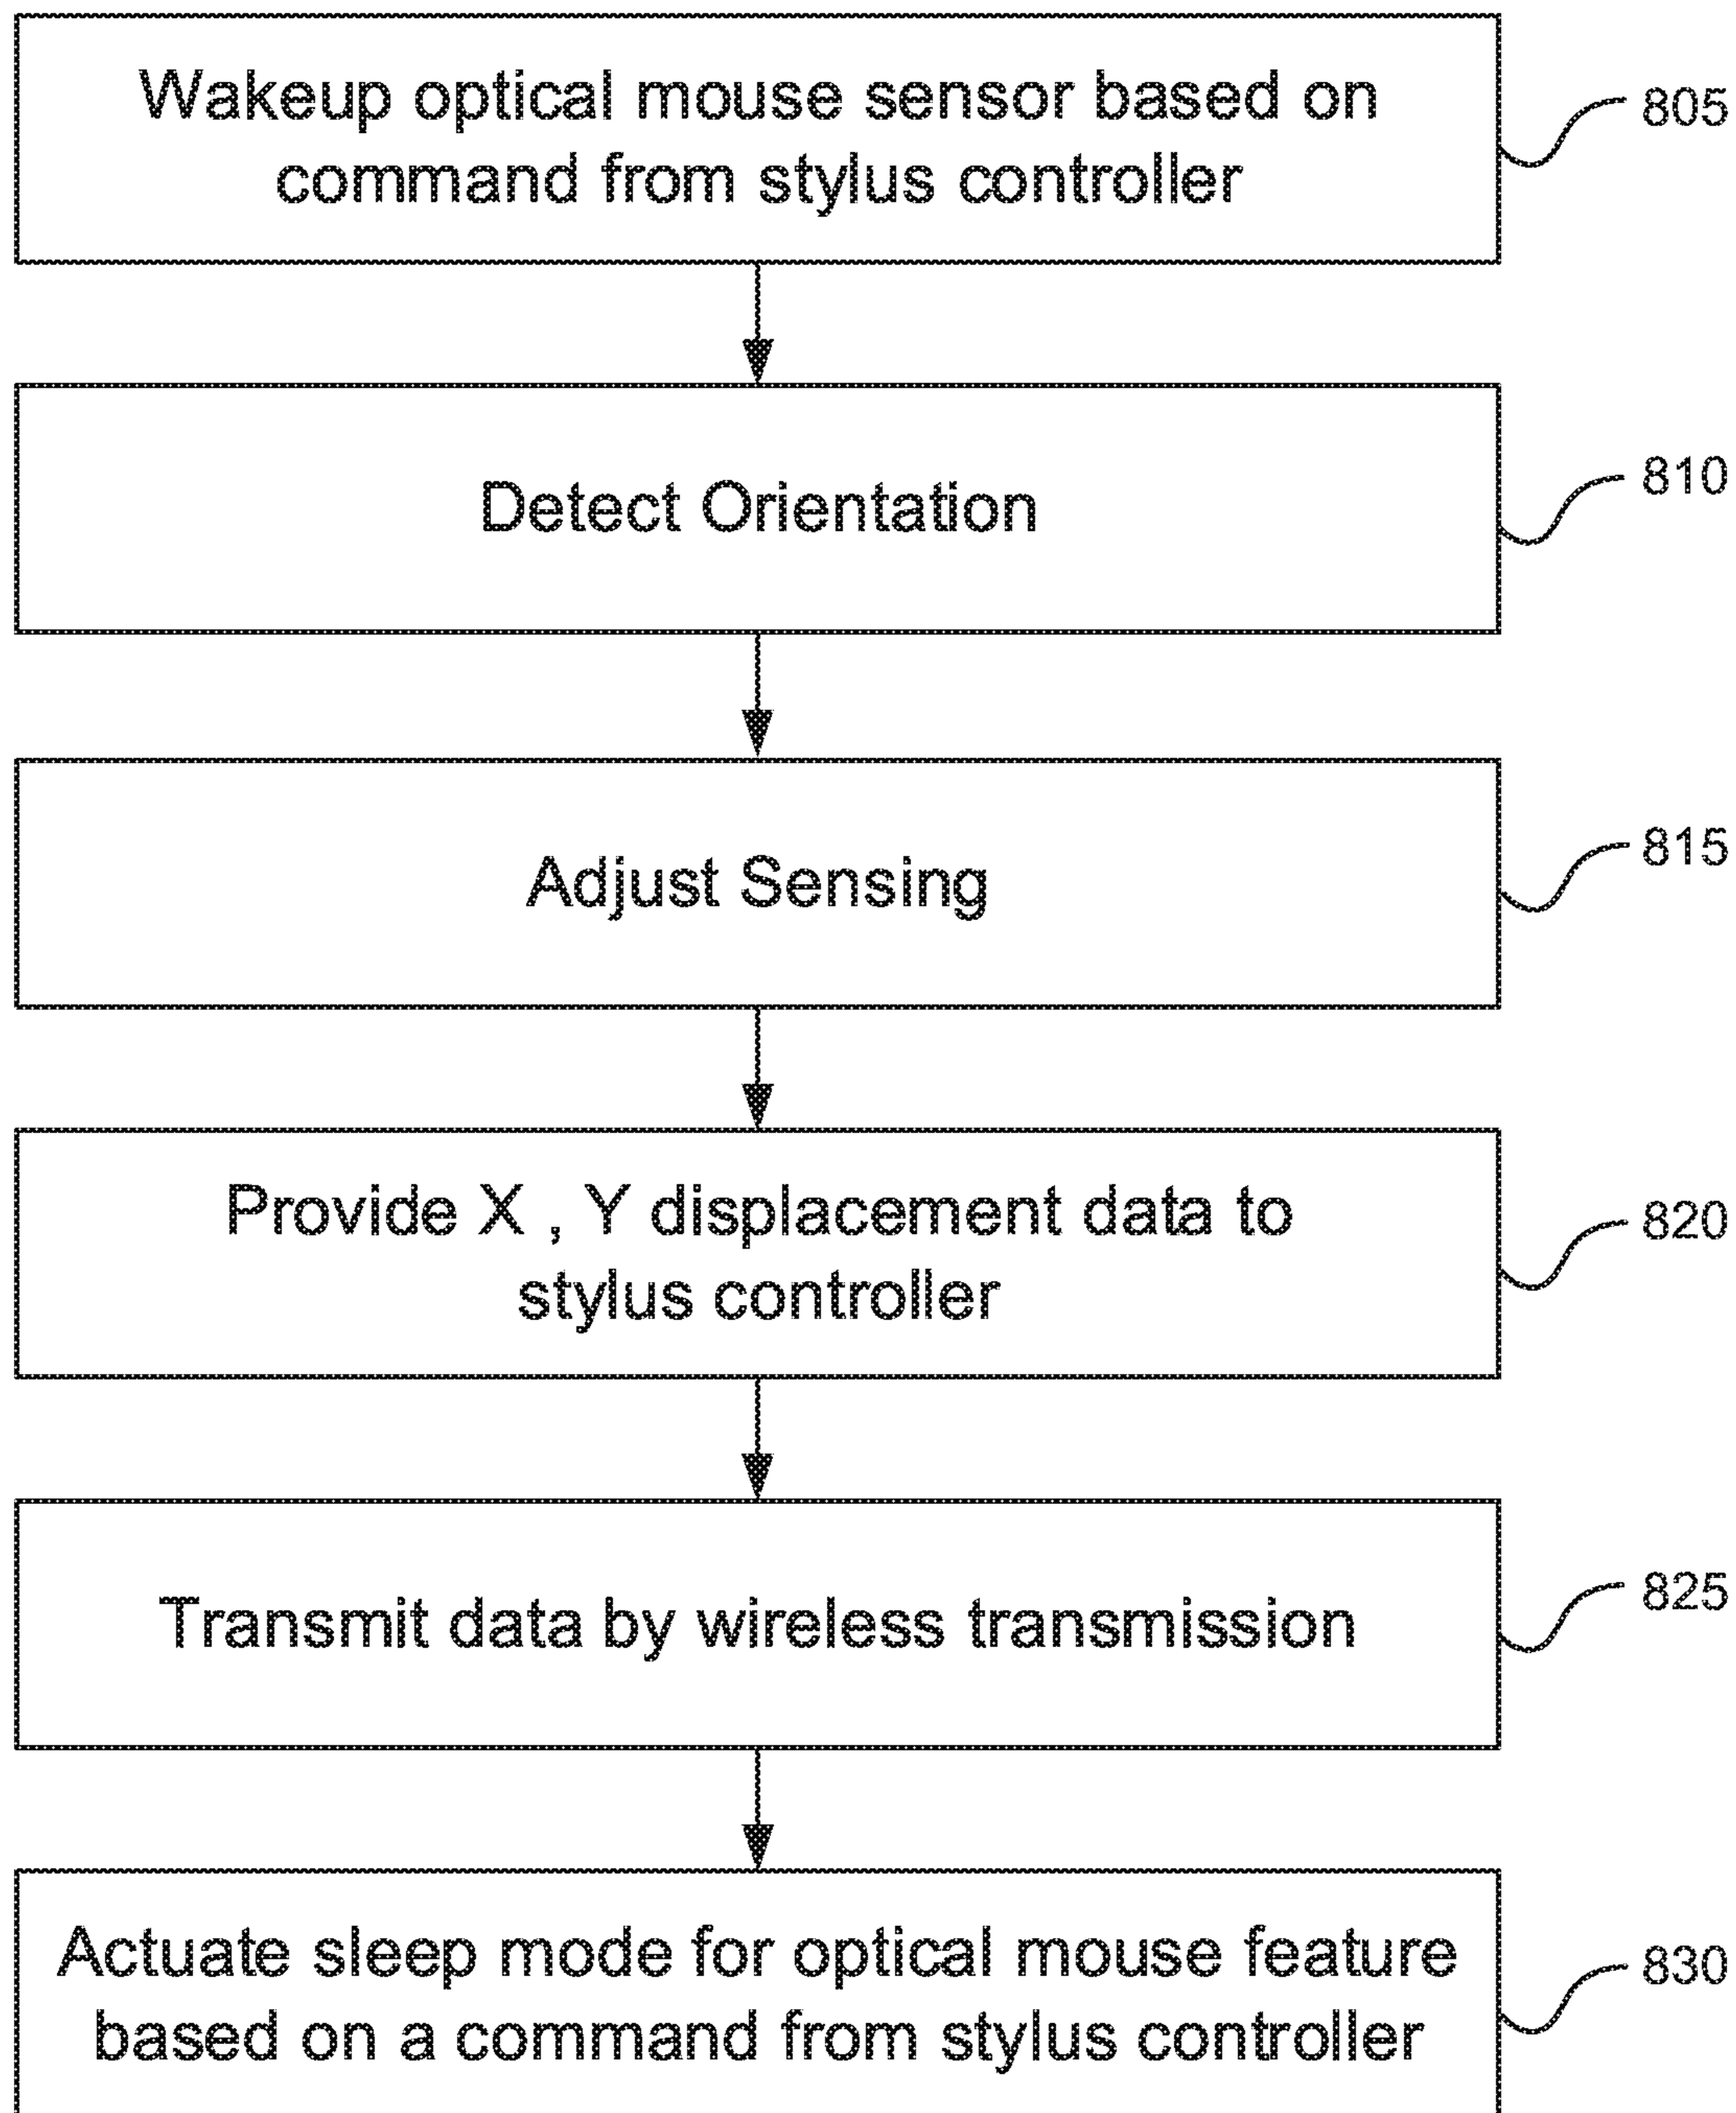 Wakeup optical mouse sensor based on
command from stylus controller
805
Detect Orientation
810
Adjust Sensing
815
Provide X , Y displacement data to
stylus controller
820
Transmit data by wireless transmission
825
Actuate sleep mode for optical mouse feature
based on a command from stylus controller
830